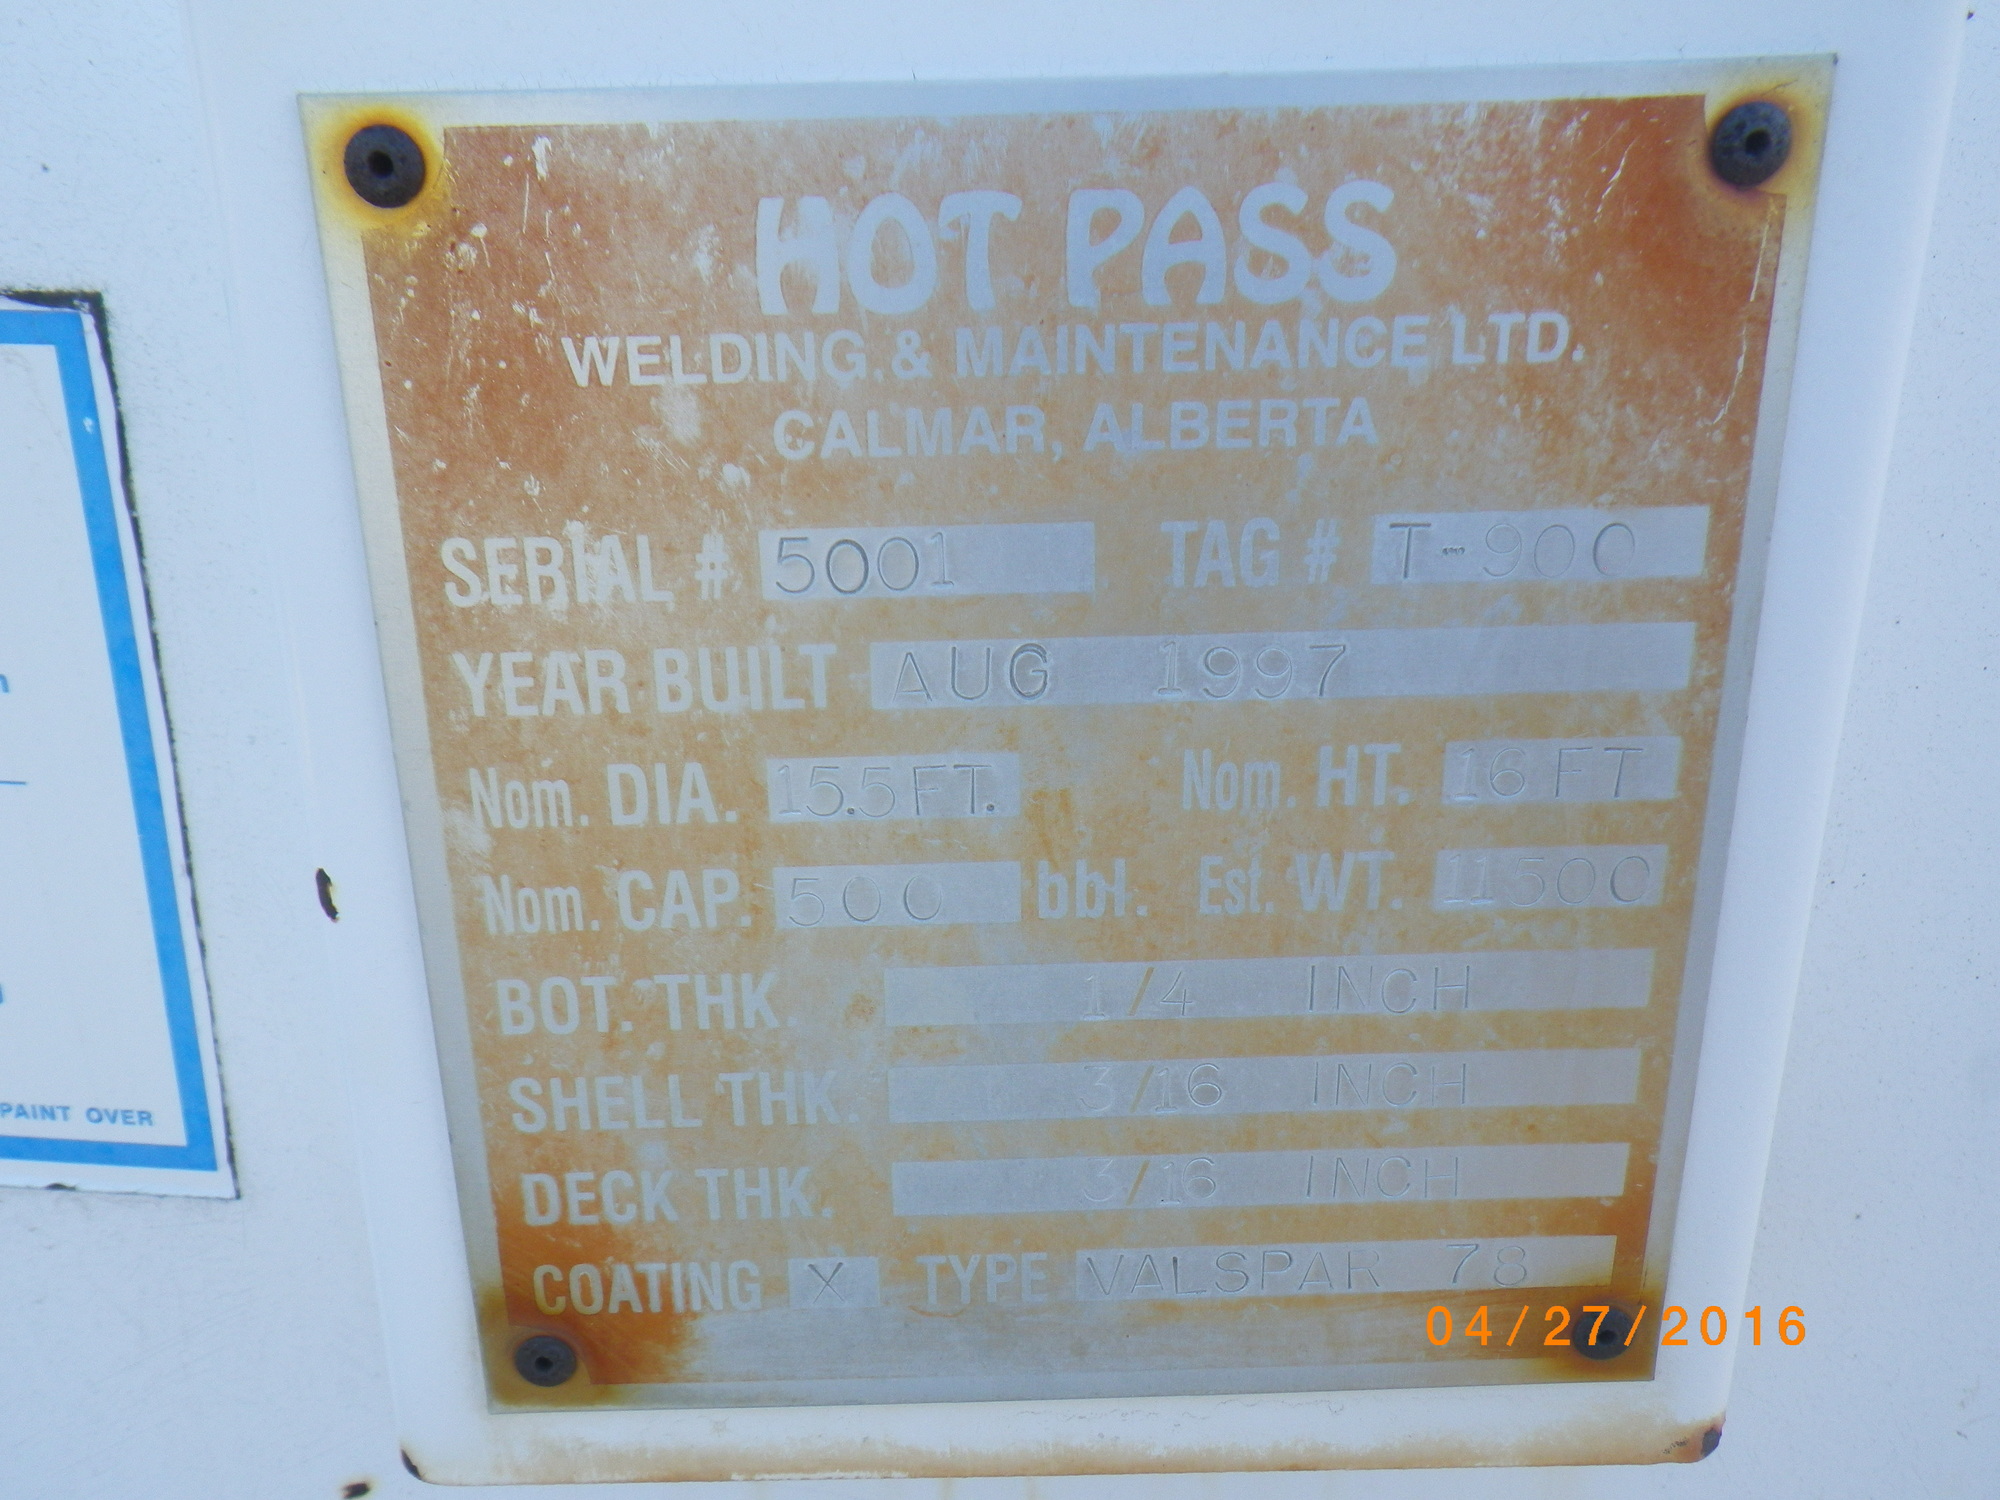 HOT PASS
WELDING & MAINTENANCE LTD.
CALMAR, ALBERTA
SERIAL # 5001 TAG # T-900
YEAR BUILT AUG 1997
Nom. DIA. 15.5FT. Nom. HT. 16 FT
Nom. CAP. 500 bbl. Est. WT. 11500
BOT. THK. 1/4 INCH
SHELL THK. 3/16 INCH
DECK THK. 3/16 INCH
COATING X TYPE VALSPAR 78
04/27/2016
PAINT OVER